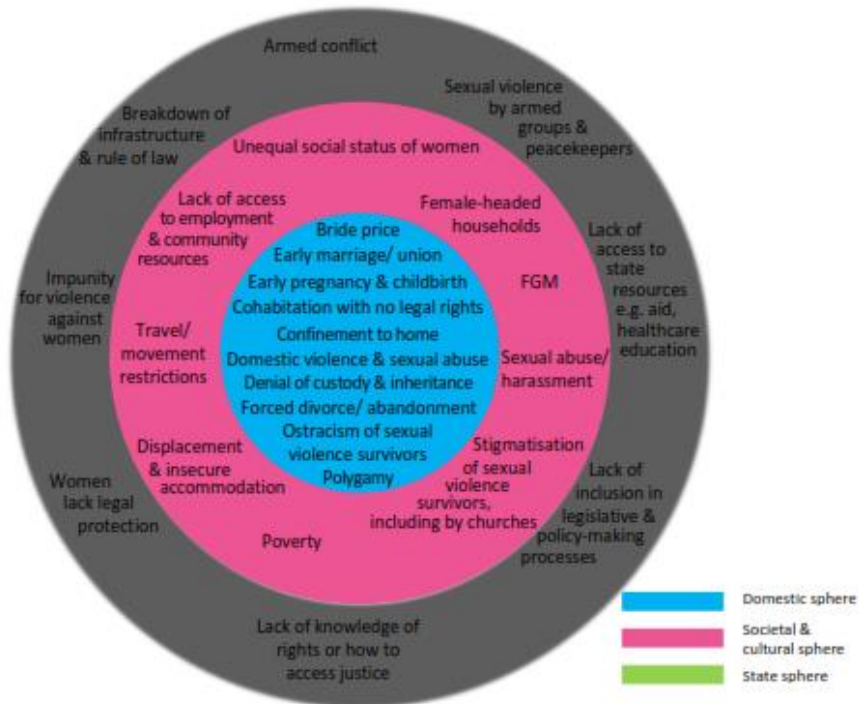 Armed conflict
Sexual violence
by armed
groups &
peacekeepers
Breakdown of
infrastructure
& rule of law
Unequal social status of women
Lack of access
to employment
& community
resources
Female-headed
households
Lack of
access to
state
resources
e.g. aid,
healthcare
education
Impunity
for violence
against
women
FGM
Travel/
movement
restrictions
Sexual abuse/
harassment
Bride price
Early marriage/ union
Early pregnancy & childbirth
Cohabitation with no legal rights
Confinement to home
Domestic violence & sexual abuse
Denial of custody & inheritance
Forced divorce/ abandonment
Ostracism of sexual
violence survivors
Polygamy
Displacement
& insecure
accommodation
Stigmatisation
of sexual
violence
survivors,
including by churches
Women
lack legal
protection
Lack of
inclusion in
legislative &
policy-making
processes
Poverty
Lack of knowledge of
rights or how to
access justice
Domestic sphere
Societal &
cultural sphere
State sphere